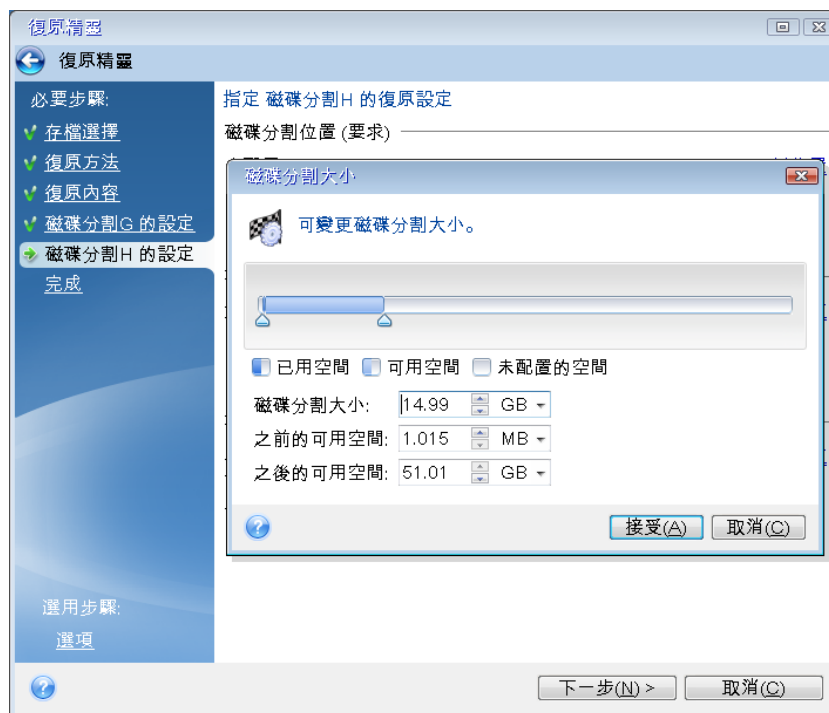 復原精靈
復原精靈
必要步驟:
存檔選擇
復原方法
復原內容
磁碟分割G 的設定
磁碟分割H 的設定
完成
選用步驟:
選項
指定 磁碟分割H 的復原設定
磁碟分割位置 (要求)
磁碟分割大小
可變更磁碟分割大小。
已用空間 可用空間 未配置的空間
磁碟分割大小: 14.99 GB
之前的可用空間: 1.015 MB
之後的可用空間: 51.01 GB
接受(A) 取消(C)
下一步(N) > 取消(C)